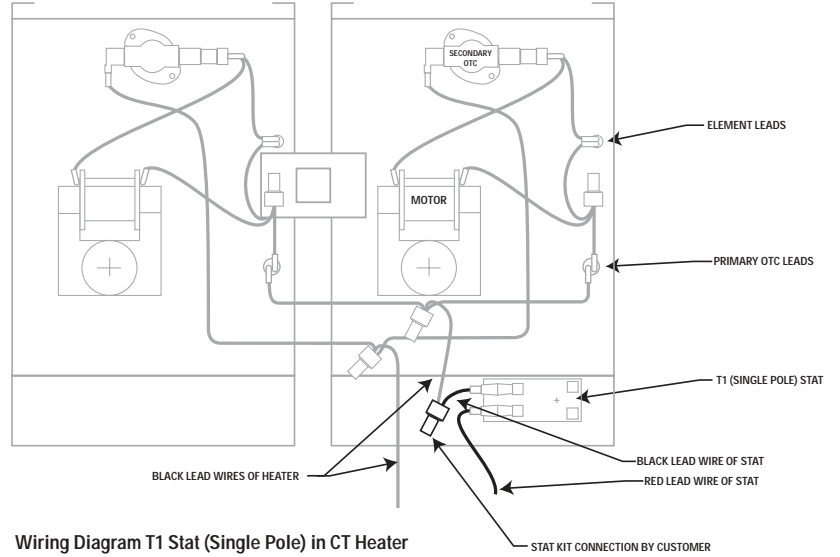 SECONDARY
OTC
ELEMENT LEADS
MOTOR
PRIMARY OTC LEADS
T1 (SINGLE POLE) STAT
BLACK LEAD WIRE OF STAT
BLACK LEAD WIRES OF HEATER
RED LEAD WIRE OF STAT
Wiring Diagram T1 Stat (Single Pole) in CT Heater
STAT KIT CONNECTION BY CUSTOMER